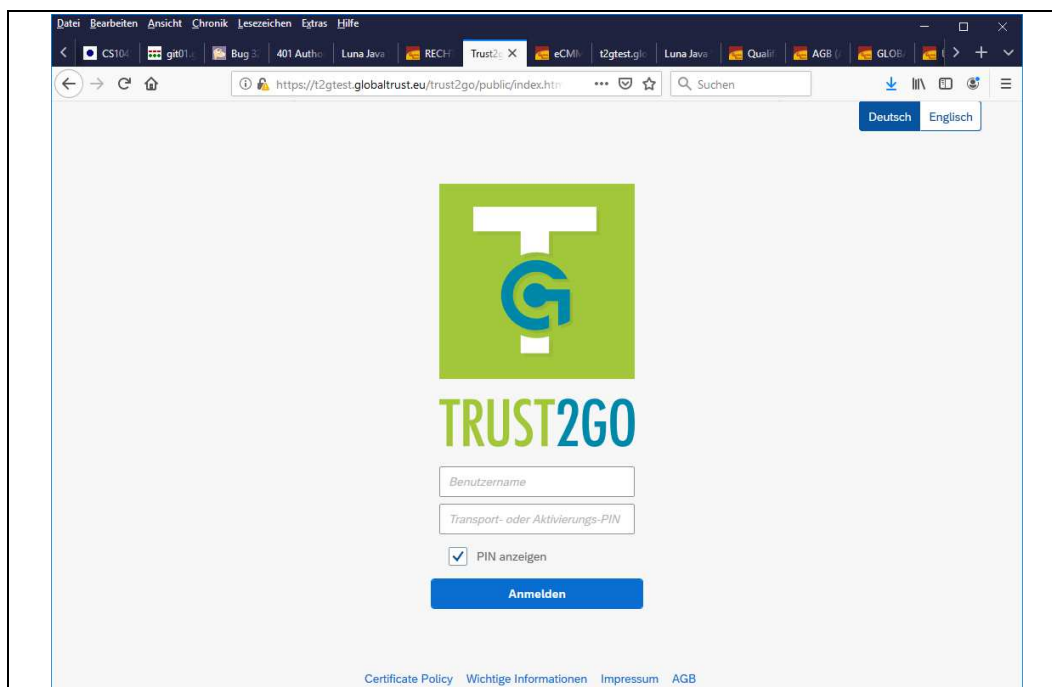 Datei Bearbeiten Ansicht Chronik Lesezeichen Extras Hilfe
CS104 git01. Bug 3 401 Autho Luna Java RECH Trust2 eCM t2gtest.glo Luna Java Qualif AGB ( GLOB
https://t2gtest.globaltrust.eu/trust2go/public/index.htm Suchen
Deutsch Englisch
T
G
TRUST2GO
Benutzername
Transport- oder Aktivierungs-PIN
PIN anzeigen
Anmelden
Certificate Policy Wichtige Informationen Impressum AGB